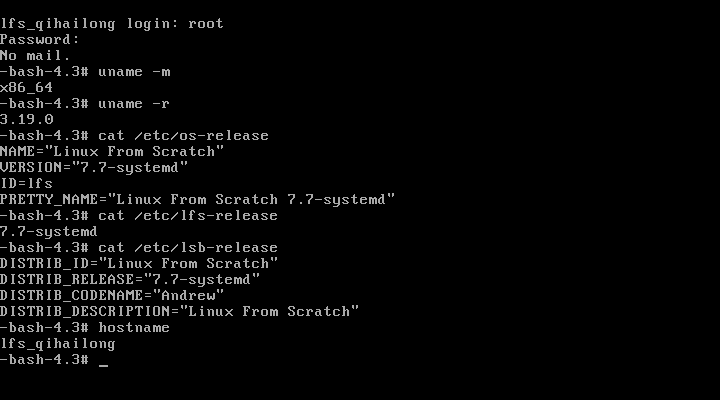 lfs_qihailong login: root
Password:
No mail.
-bash-4.3# uname -m
x86_64
-bash-4.3# uname -r
3.19.0
-bash-4.3# cat /etc/os-release
NAME="Linux From Scratch"
VERSION="7.7-systemd"
ID=lfs
PRETTY_NAME="Linux From Scratch 7.7-systemd"
-bash-4.3# cat /etc/lfs-release
7.7-systemd
-bash-4.3# cat /etc/lsb-release
DISTRIB_ID="Linux From Scratch"
DISTRIB_RELEASE="7.7-systemd"
DISTRIB_CODENAME="Andrew"
DISTRIB_DESCRIPTION="Linux From Scratch"
-bash-4.3# hostname
lfs_qihailong
-bash-4.3# _